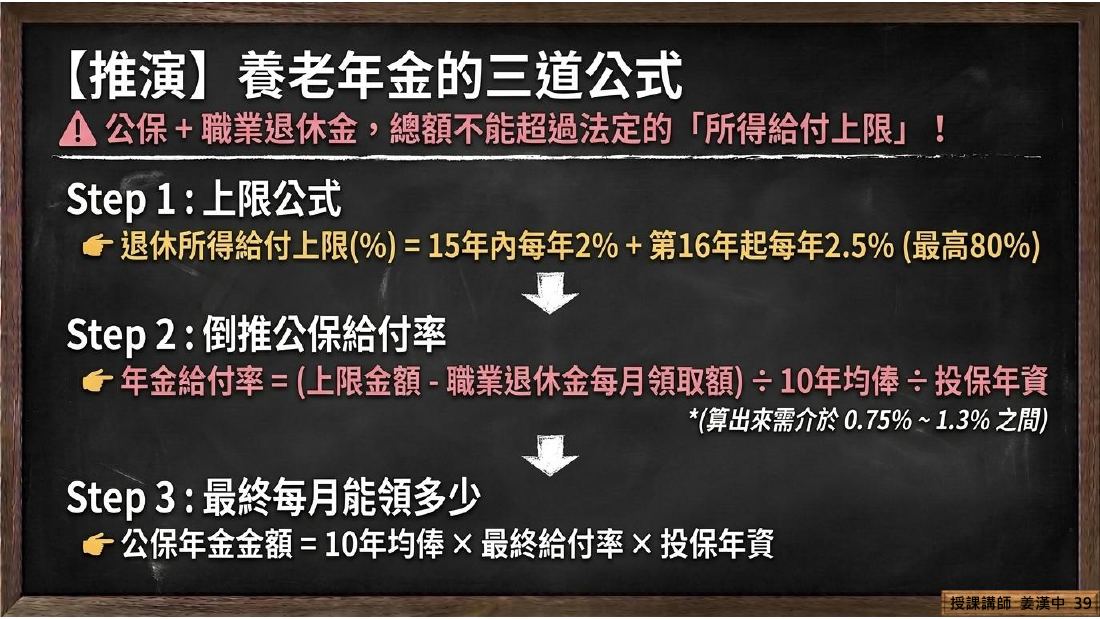 【推演】養老年金的三道公式
⚠ 公保 + 職業退休金，總額不能超過法定的「所得給付上限」！
Step 1 : 上限公式
👉 退休所得給付上限(%) = 15年內每年2% + 第16年起每年2.5% (最高80%)
Step 2 : 倒推公保給付率
👉 年金給付率 = (上限金額 - 職業退休金每月領取額) ÷ 10年均俸 ÷ 投保年資
*(算出來需介於 0.75% ~ 1.3% 之間)
Step 3 : 最終每月能領多少
👉 公保年金金額 = 10年均俸 × 最終給付率 × 投保年資
授課講師 姜漢中 39